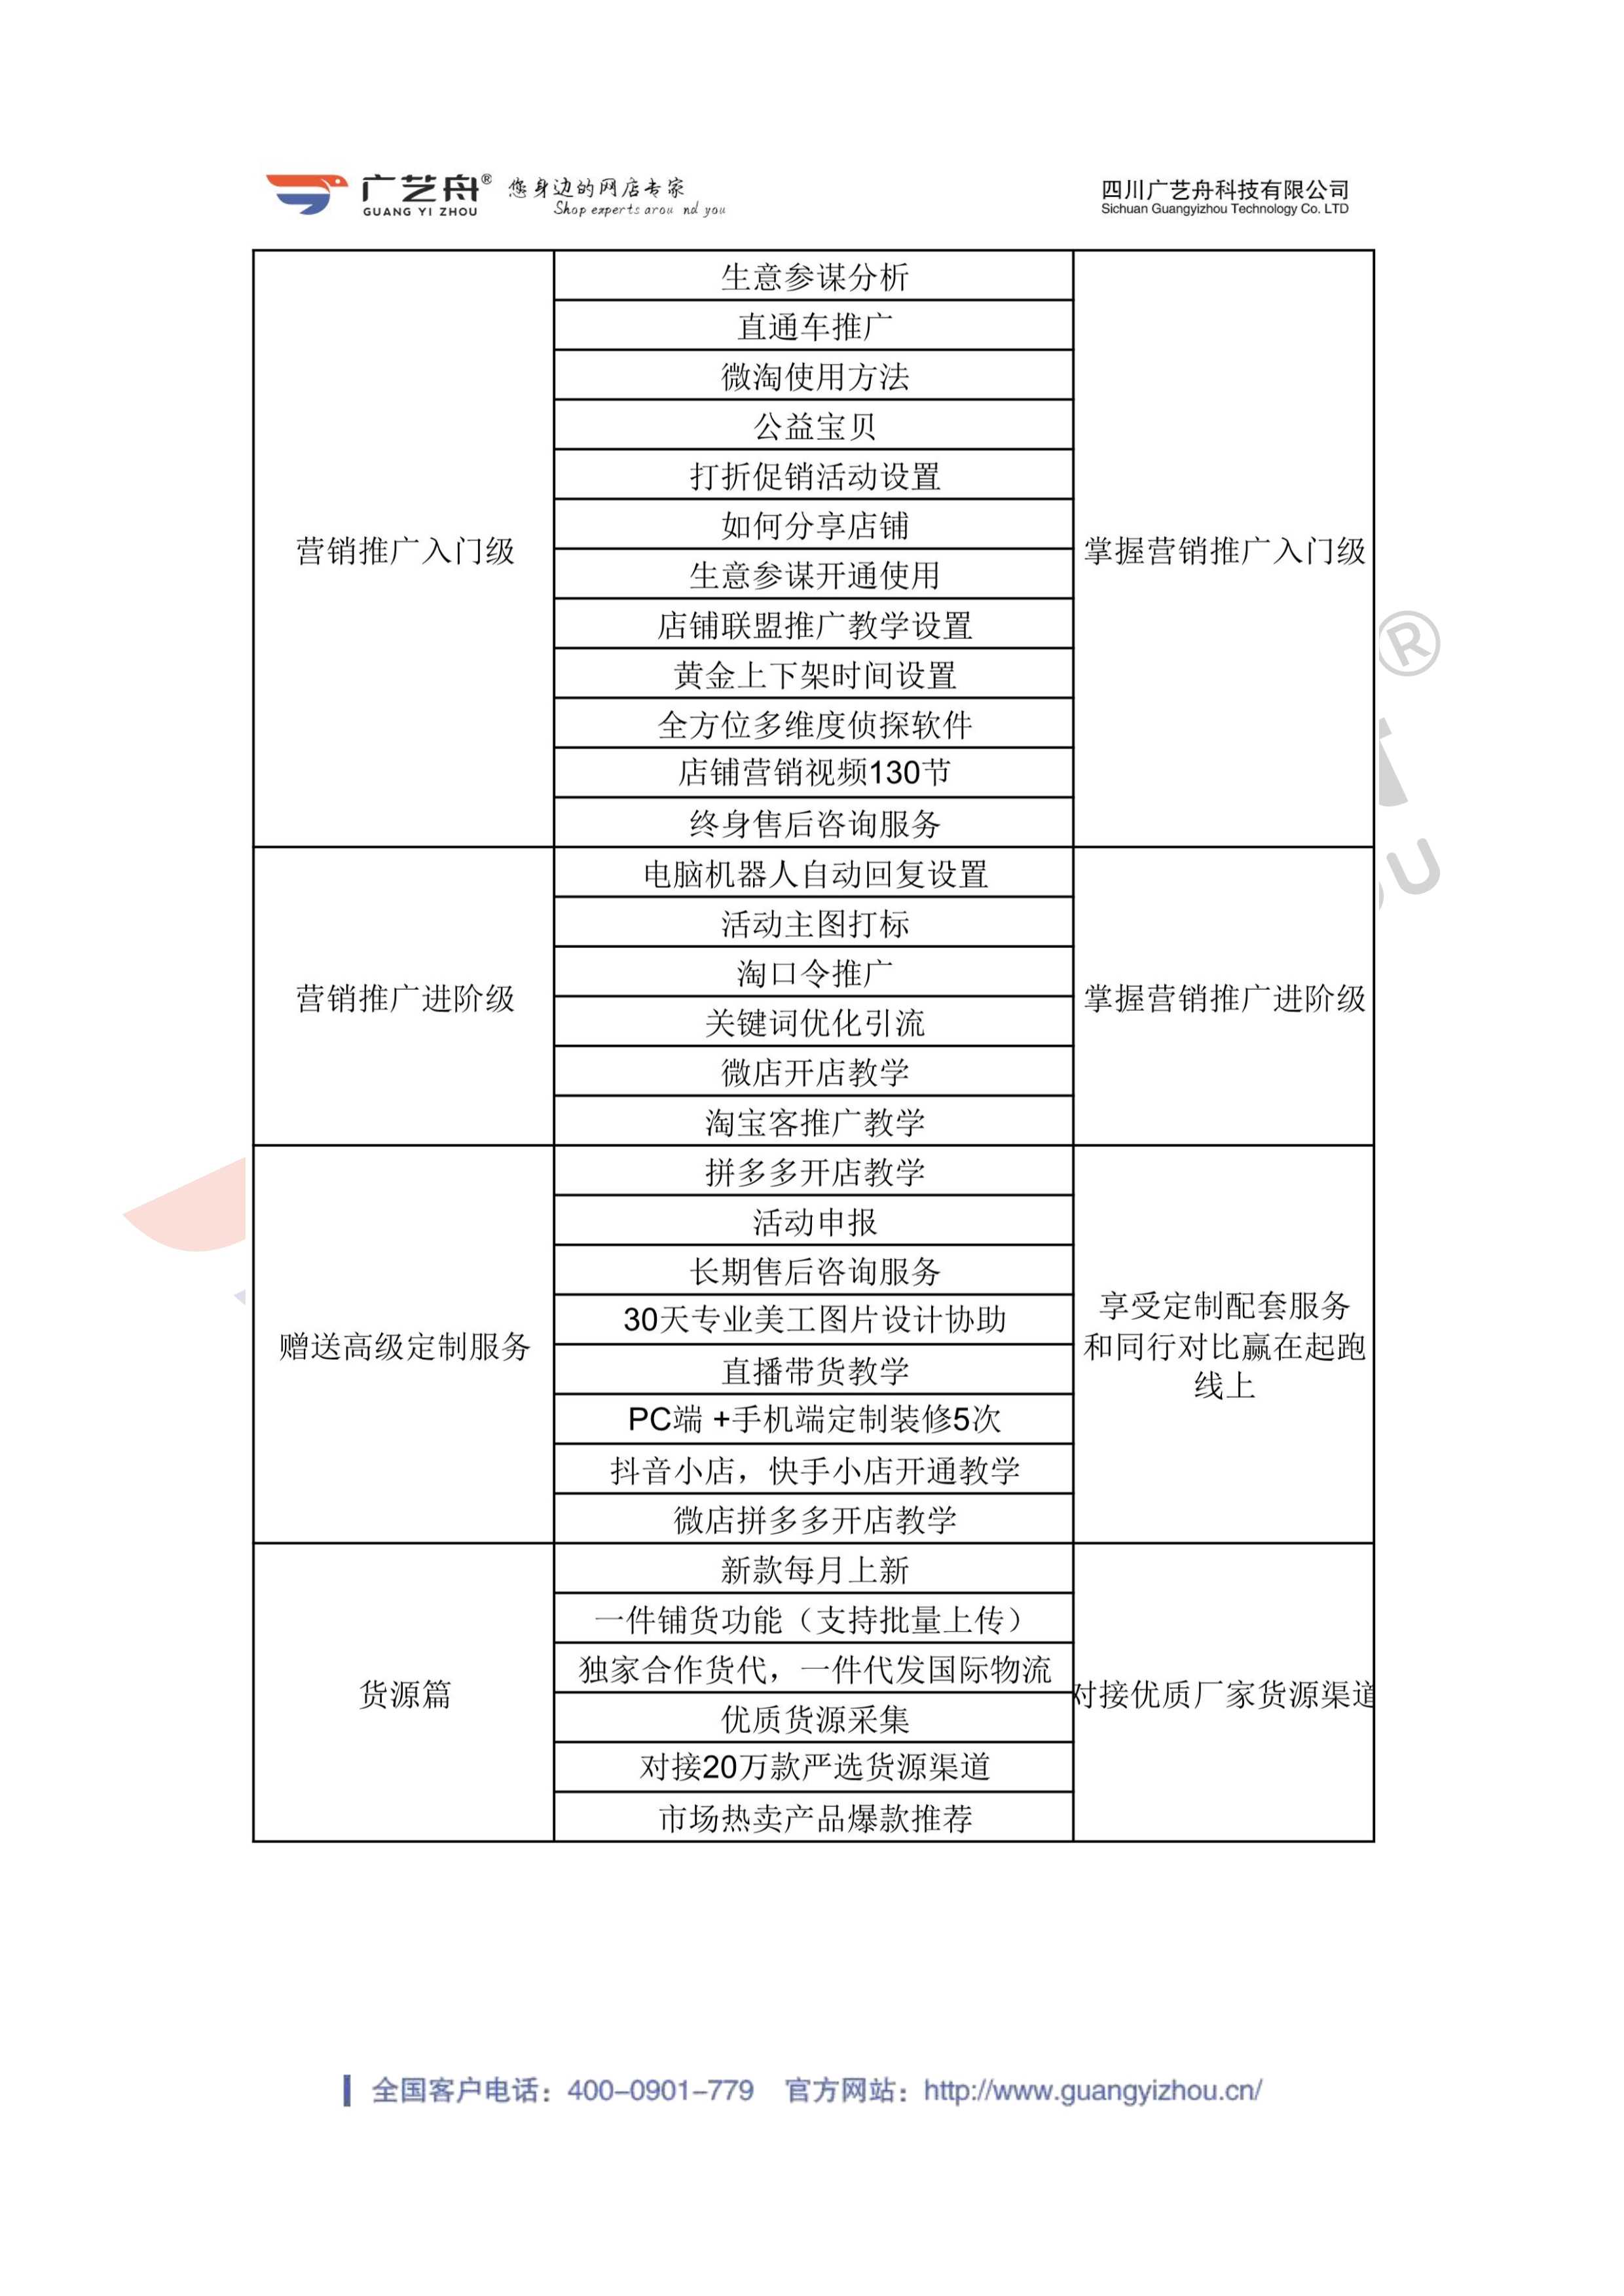 广艺舟®
GUANG YI ZHOU
您身边的网店专家
Shop experts arou nd you
四川广艺舟科技有限公司
Sichuan Guangyizhou Technology Co. LTD
营销推广入门级
生意参谋分析
直通车推广
微淘使用方法
公益宝贝
打折促销活动设置
如何分享店铺
生意参谋开通使用
店铺联盟推广教学设置
黄金上下架时间设置
全方位多维度侦探软件
店铺营销视频130节
终身售后咨询服务
掌握营销推广入门级
营销推广进阶级
电脑机器人自动回复设置
活动主图打标
淘口令推广
关键词优化引流
微店开店教学
淘宝客推广教学
掌握营销推广进阶级
赠送高级定制服务
拼多多开店教学
活动申报
长期售后咨询服务
30天专业美工图片设计协助
直播带货教学
PC端 +手机端定制装修5次
抖音小店，快手小店开通教学
微店拼多多开店教学
享受定制配套服务
和同行对比赢在起跑
线上
货源篇
新款每月上新
一件铺货功能（支持批量上传）
独家合作货代，一件代发国际物流
优质货源采集
对接20万款严选货源渠道
市场热卖产品爆款推荐
对接优质厂家货源渠道
®
U
全国客户电话：400-0901-779 官方网站：http://www.guangyizhou.cn/